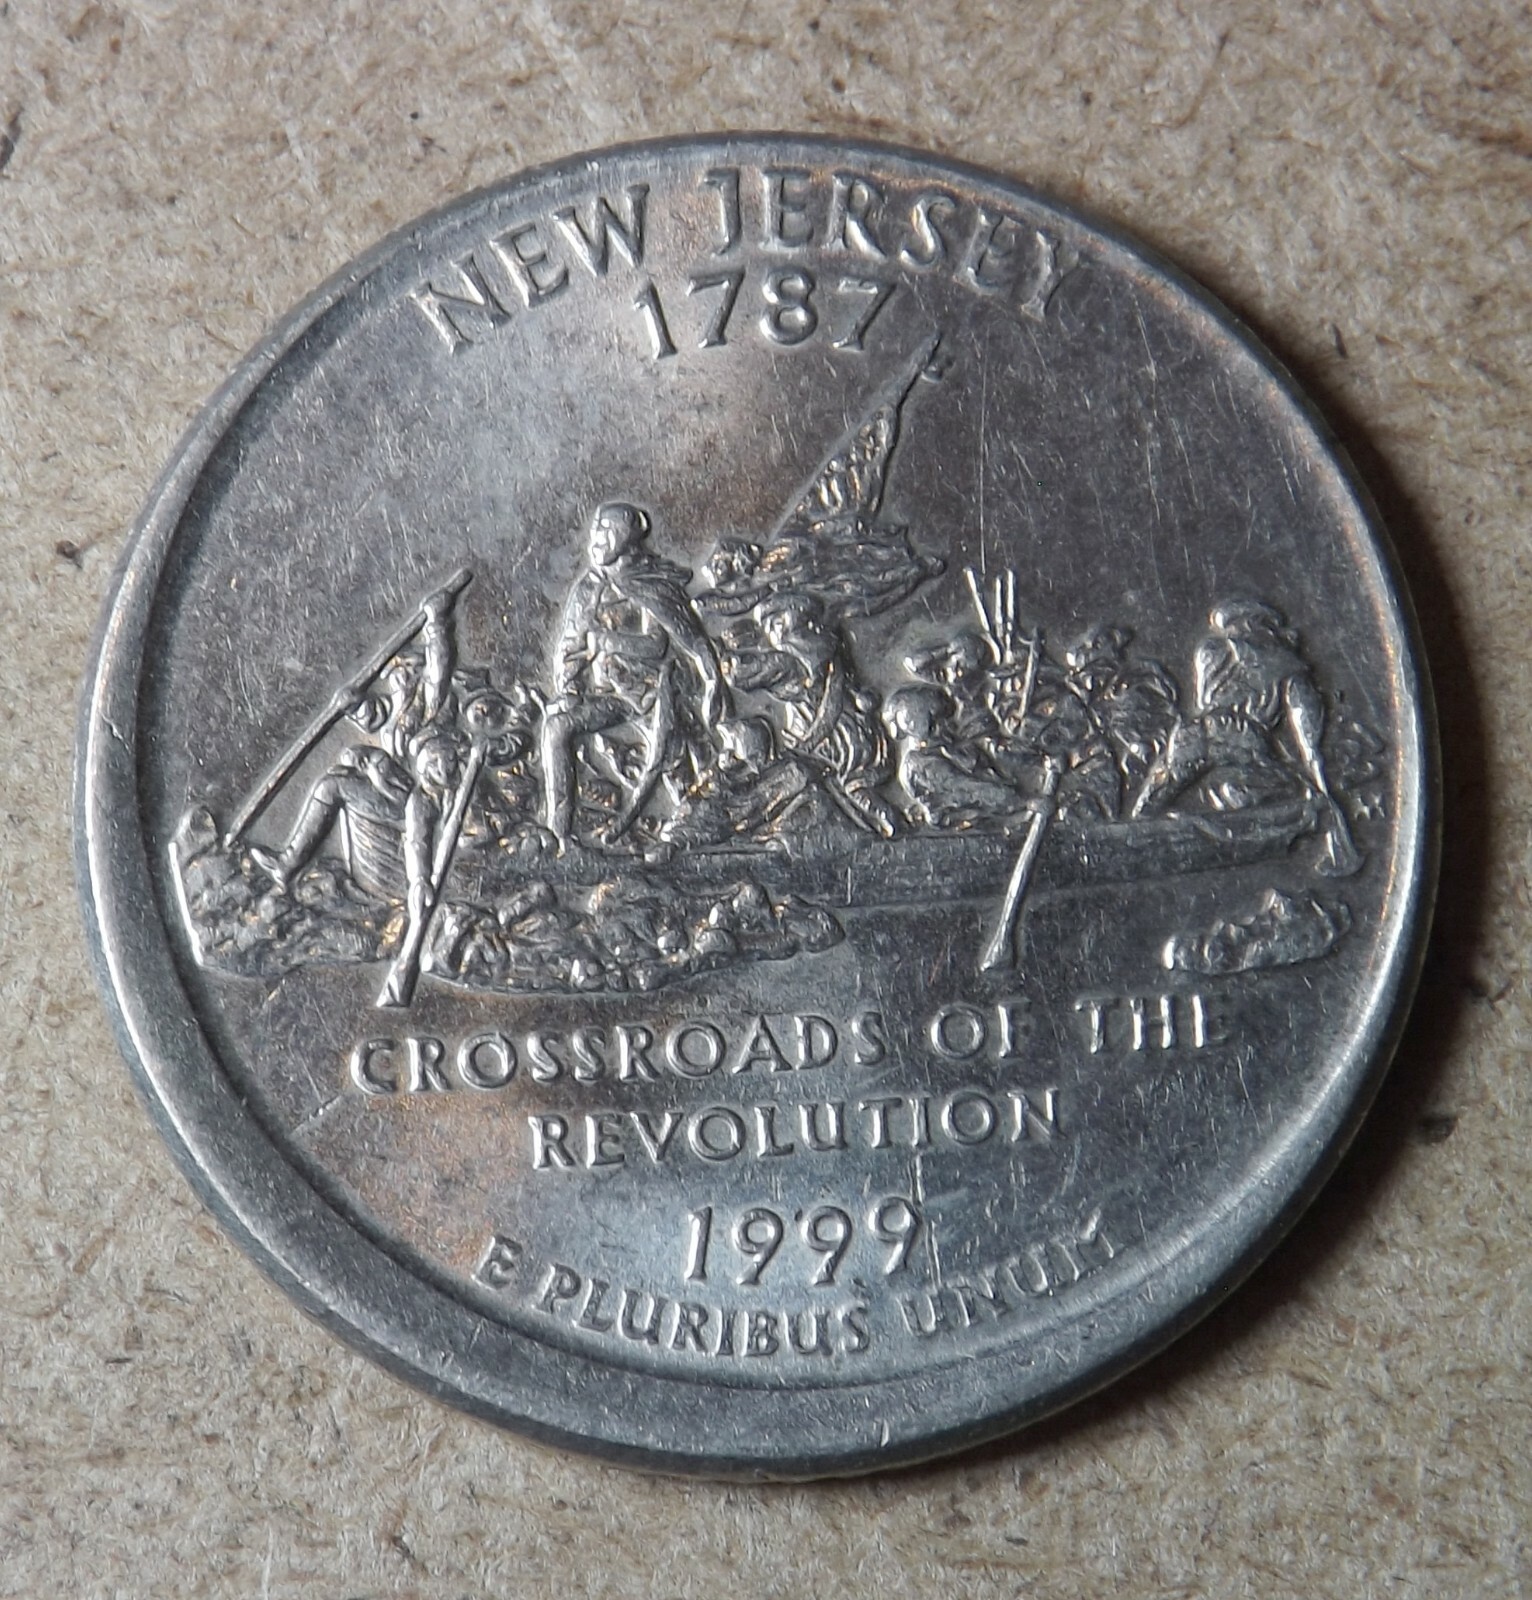 NEW JERSEY
1787
CROSSROADS OF THE
REVOLUTION
1999
E PLURIBUS UNUM